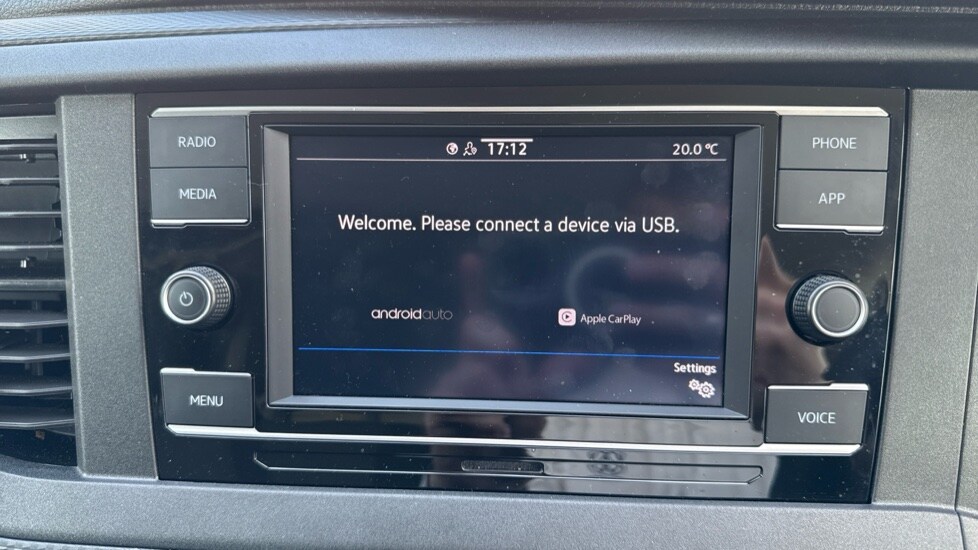 RADIO
MEDIA
17:12
20.0 °C
PHONE
APP
Welcome. Please connect a device via USB.
androidauto
Apple CarPlay
Settings
MENU
VOICE